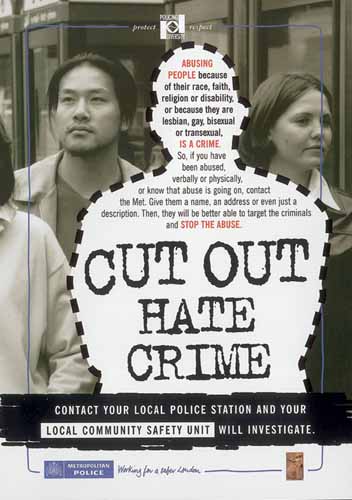 protect
POLICING
DIVERSITY
respect
ABUSING
PEOPLE because
of their race, faith,
religion or disability,
or because they are
lesbian, gay, bisexual
or transexual,
IS A CRIME.
So, if you have
been abused,
verbally or physically,
or know that abuse is going on, contact
the Met. Give them a name, an address or even just a
description. Then, they will be better able to target the criminals
and STOP THE ABUSE.
CUT OUT
HATE
CRIME
CONTACT YOUR LOCAL POLICE STATION AND YOUR
LOCAL COMMUNITY SAFETY UNIT WILL INVESTIGATE.
METROPOLITAN
POLICE
Working for a safer London